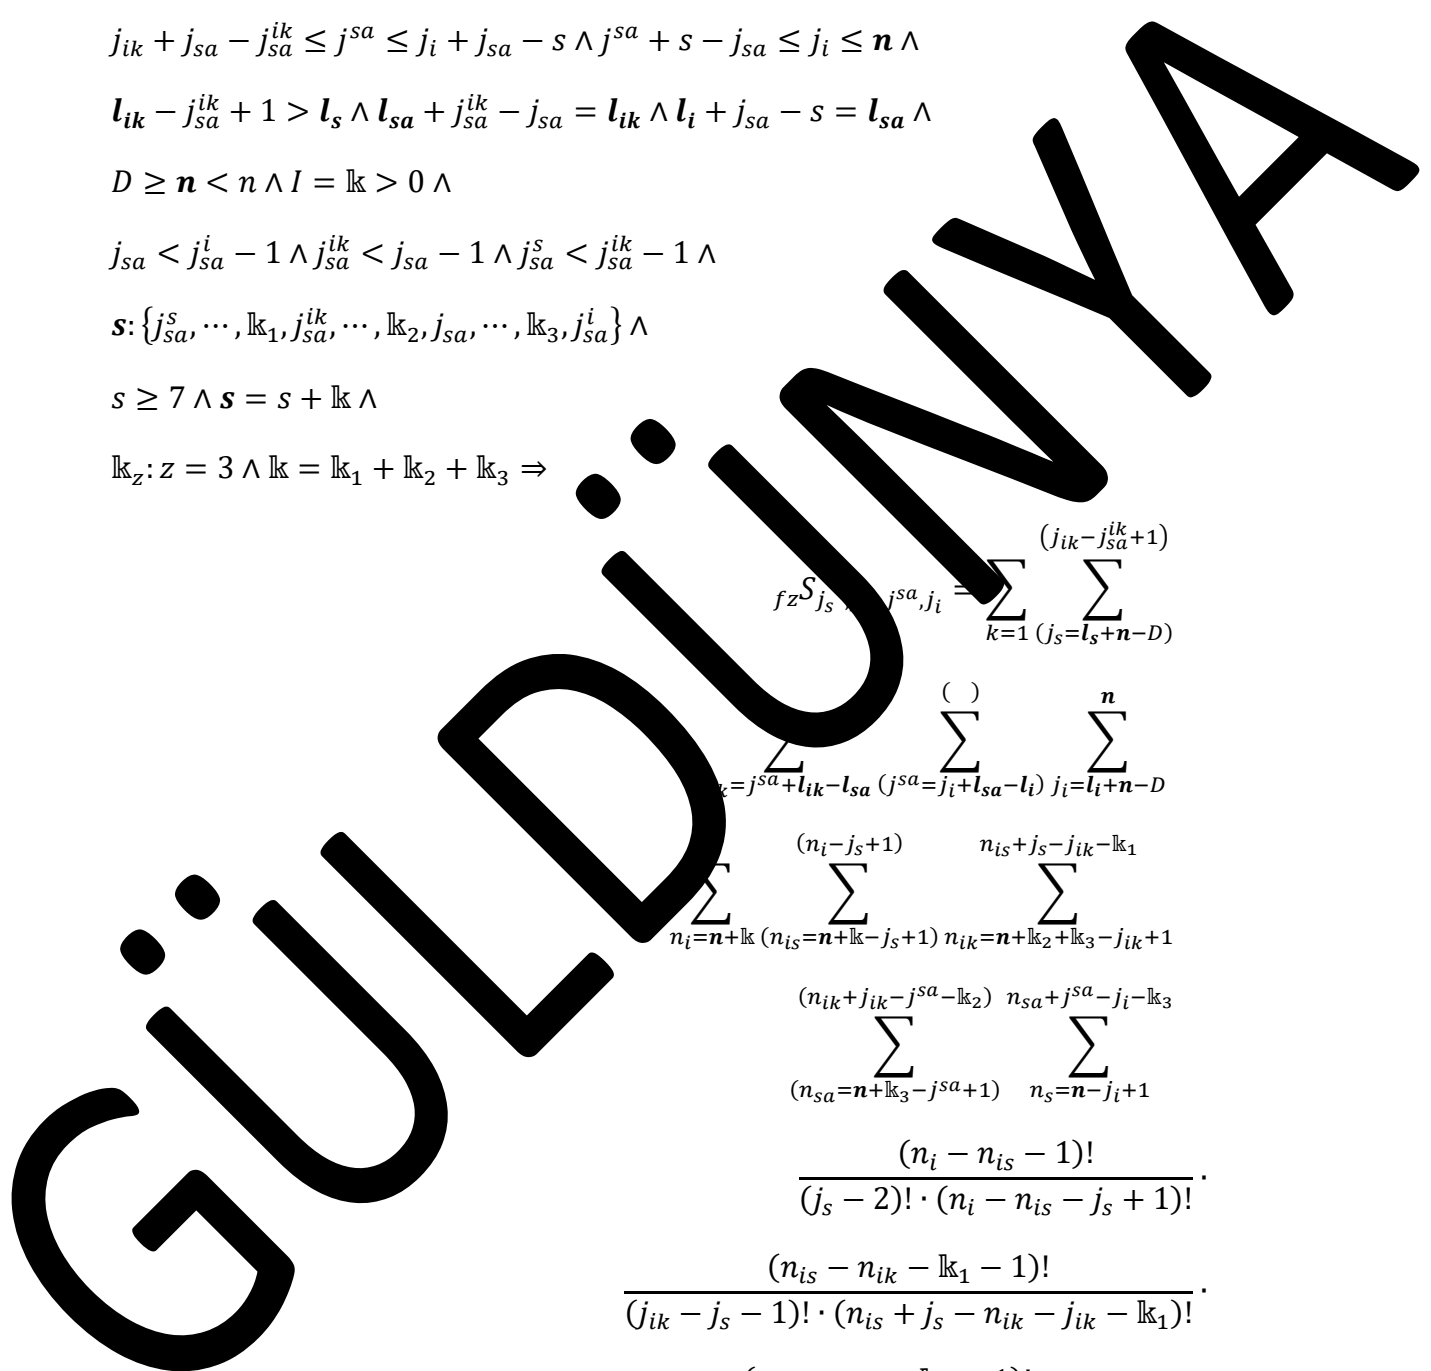 j_{ik} + j_{sa} − j_{sa}^{ik} ≤ j^{sa} ≤ j_i + j_{sa} − s ∧ j^{sa} + s − j_{sa} ≤ j_i ≤ n ∧
l_{ik} − j_{sa}^{ik} + 1 > l_s ∧ l_{sa} + j_{sa}^{ik} − j_{sa} = l_{ik} ∧ l_i + j_{sa} − s = l_{sa} ∧
D ≥ n < n ∧ I = 𝕜 > 0 ∧
j_{sa} < j_{sa}^i − 1 ∧ j_{sa}^{ik} < j_{sa} − 1 ∧ j_{sa}^s < j_{sa}^{ik} − 1 ∧
s: {j_{sa}^s, ⋯, 𝕜_1, j_{sa}^{ik}, ⋯, 𝕜_2, j_{sa}, ⋯, 𝕜_3, j_{sa}^i} ∧
s ≥ 7 ∧ s = s + 𝕜 ∧
𝕜_z: z = 3 ∧ 𝕜 = 𝕜_1 + 𝕜_2 + 𝕜_3 ⇒
(j_{ik}−j_{sa}^{ik}+1)
_{fz}S_{j_s, j^{sa}, j_i} = ∑ ∑
k=1 (j_s=l_s+n−D)
( ) n
∑ ∑ ∑
=j^{sa}+l_{ik}−l_{sa} (j^{sa}=j_i+l_{sa}−l_i) j_i=l_i+n−D
(n_i−j_s+1) n_{is}+j_s−j_{ik}−𝕜_1
∑ ∑ ∑
n_i=n+𝕜 (n_{is}=n+𝕜−j_s+1) n_{ik}=n+𝕜_2+𝕜_3−j_{ik}+1
(n_{ik}+j_{ik}−j^{sa}−𝕜_2) n_{sa}+j^{sa}−j_i−𝕜_3
∑ ∑
(n_{sa}=n+𝕜_3−j^{sa}+1) n_s=n−j_i+1
(n_i − n_{is} − 1)!
(j_s − 2)! · (n_i − n_{is} − j_s + 1)! ·
(n_{is} − n_{ik} − 𝕜_1 − 1)!
(j_{ik} − j_s − 1)! · (n_{is} + j_s − n_{ik} − j_{ik} − 𝕜_1)! ·
GÜLDÜNYA